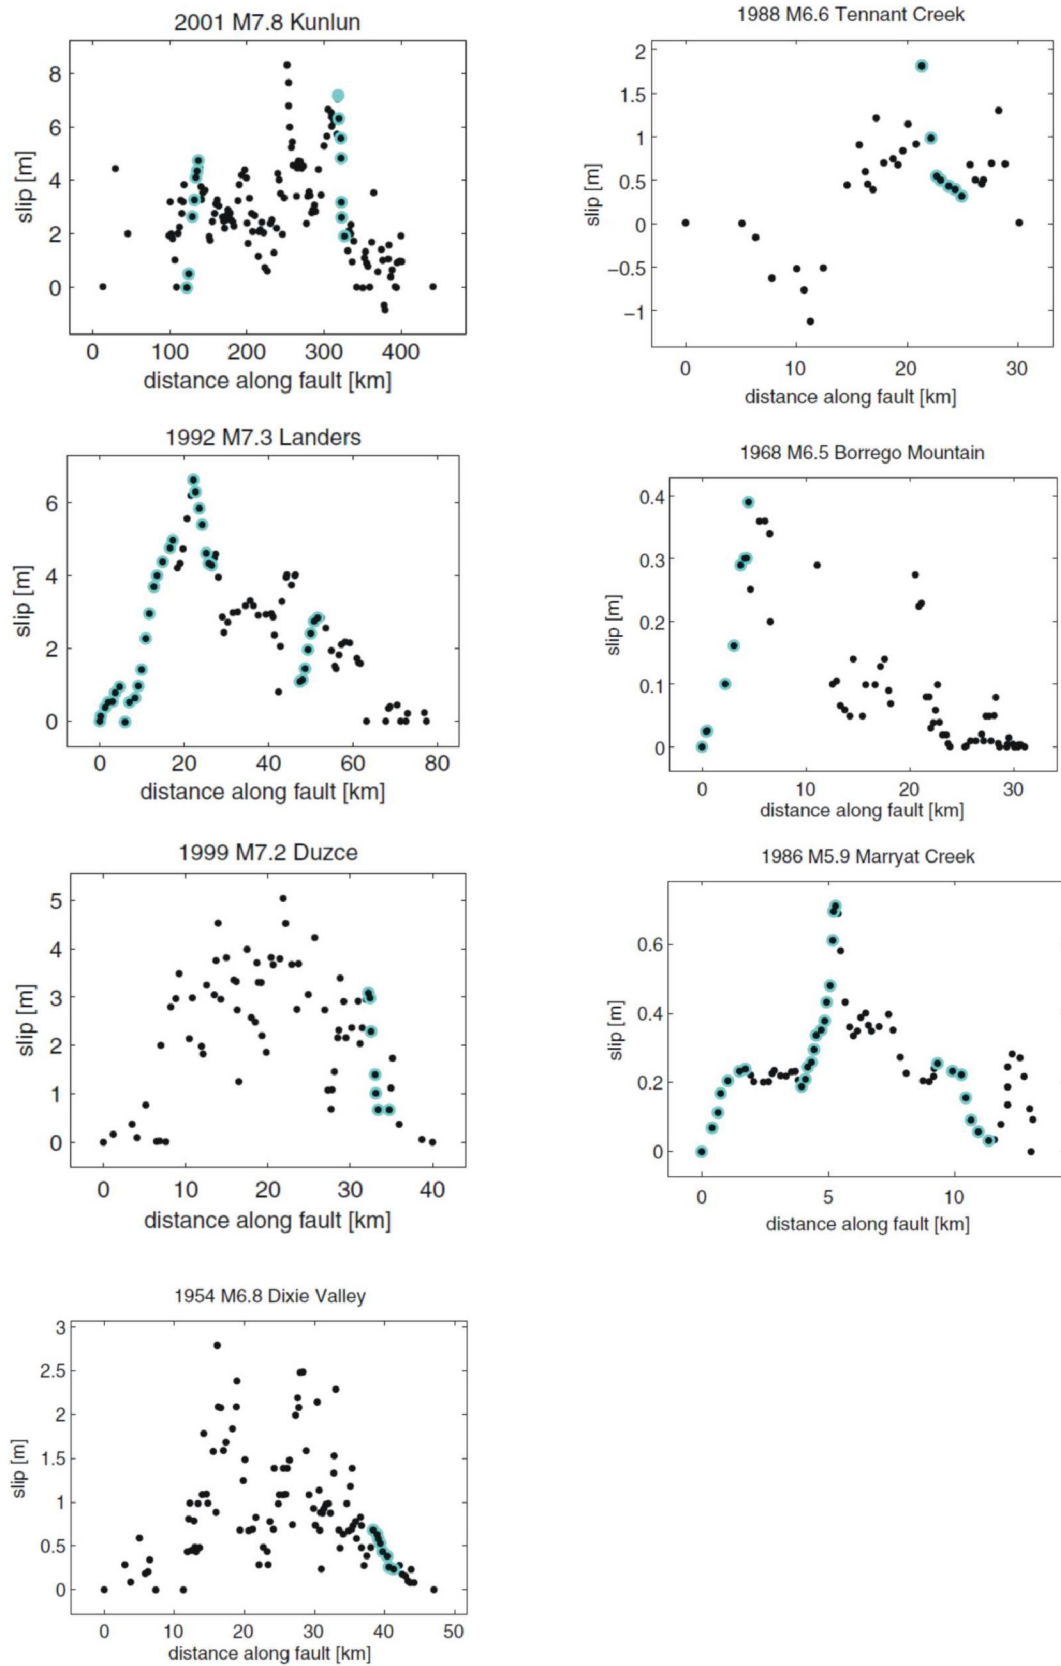 2001 M7.8 Kunlun
8
6
4
2
0
slip [m]
0 100 200 300 400
distance along fault [km]
1988 M6.6 Tennant Creek
2
1.5
1
0.5
0
−0.5
−1
slip [m]
0 10 20 30
distance along fault [km]
1992 M7.3 Landers
6
4
2
0
slip [m]
0 20 40 60 80
distance along fault [km]
1968 M6.5 Borrego Mountain
0.4
0.3
0.2
0.1
0
slip [m]
0 10 20 30
distance along fault [km]
1999 M7.2 Duzce
5
4
3
2
1
0
slip [m]
0 10 20 30 40
distance along fault [km]
1986 M5.9 Marryat Creek
0.6
0.4
0.2
0
slip [m]
0 5 10
distance along fault [km]
1954 M6.8 Dixie Valley
3
2.5
2
1.5
1
0.5
0
slip [m]
0 10 20 30 40 50
distance along fault [km]